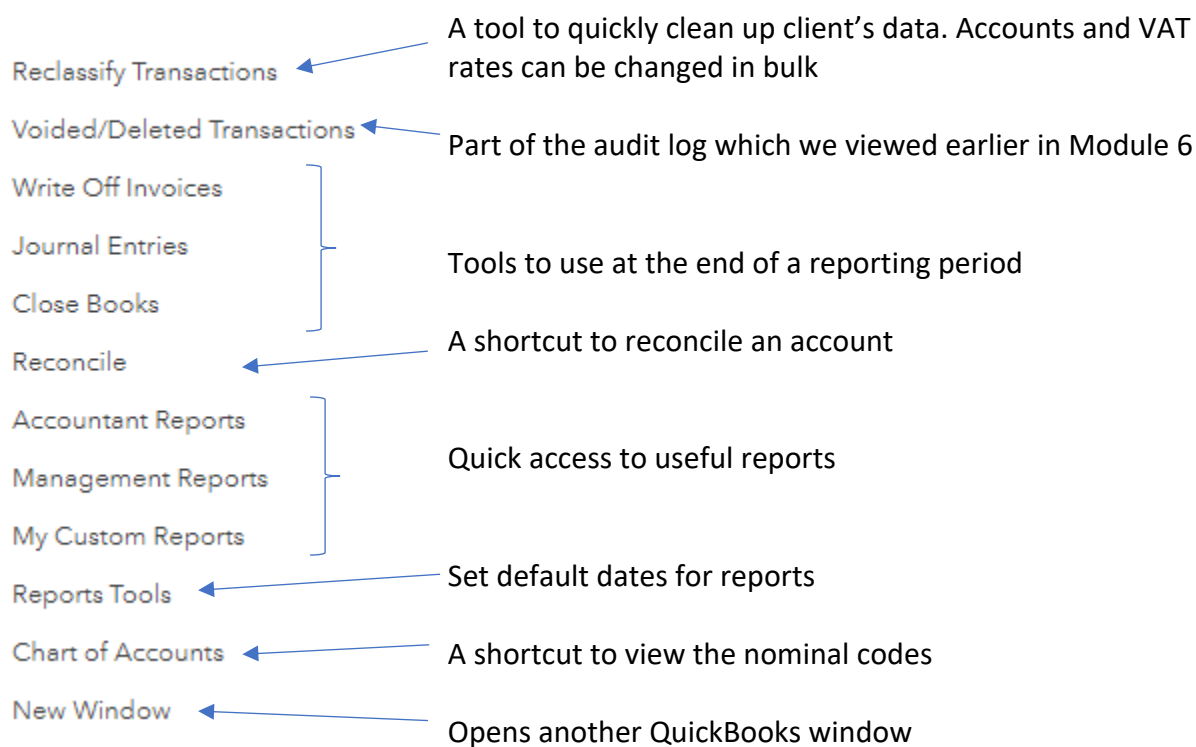 A tool to quickly clean up client’s data. Accounts and VAT
rates can be changed in bulk
Reclassify Transactions
Voided/Deleted Transactions
Part of the audit log which we viewed earlier in Module 6
Write Off Invoices
Journal Entries
Tools to use at the end of a reporting period
Close Books
A shortcut to reconcile an account
Reconcile
Accountant Reports
Quick access to useful reports
Management Reports
My Custom Reports
Set default dates for reports
Reports Tools
Chart of Accounts
A shortcut to view the nominal codes
New Window
Opens another QuickBooks window